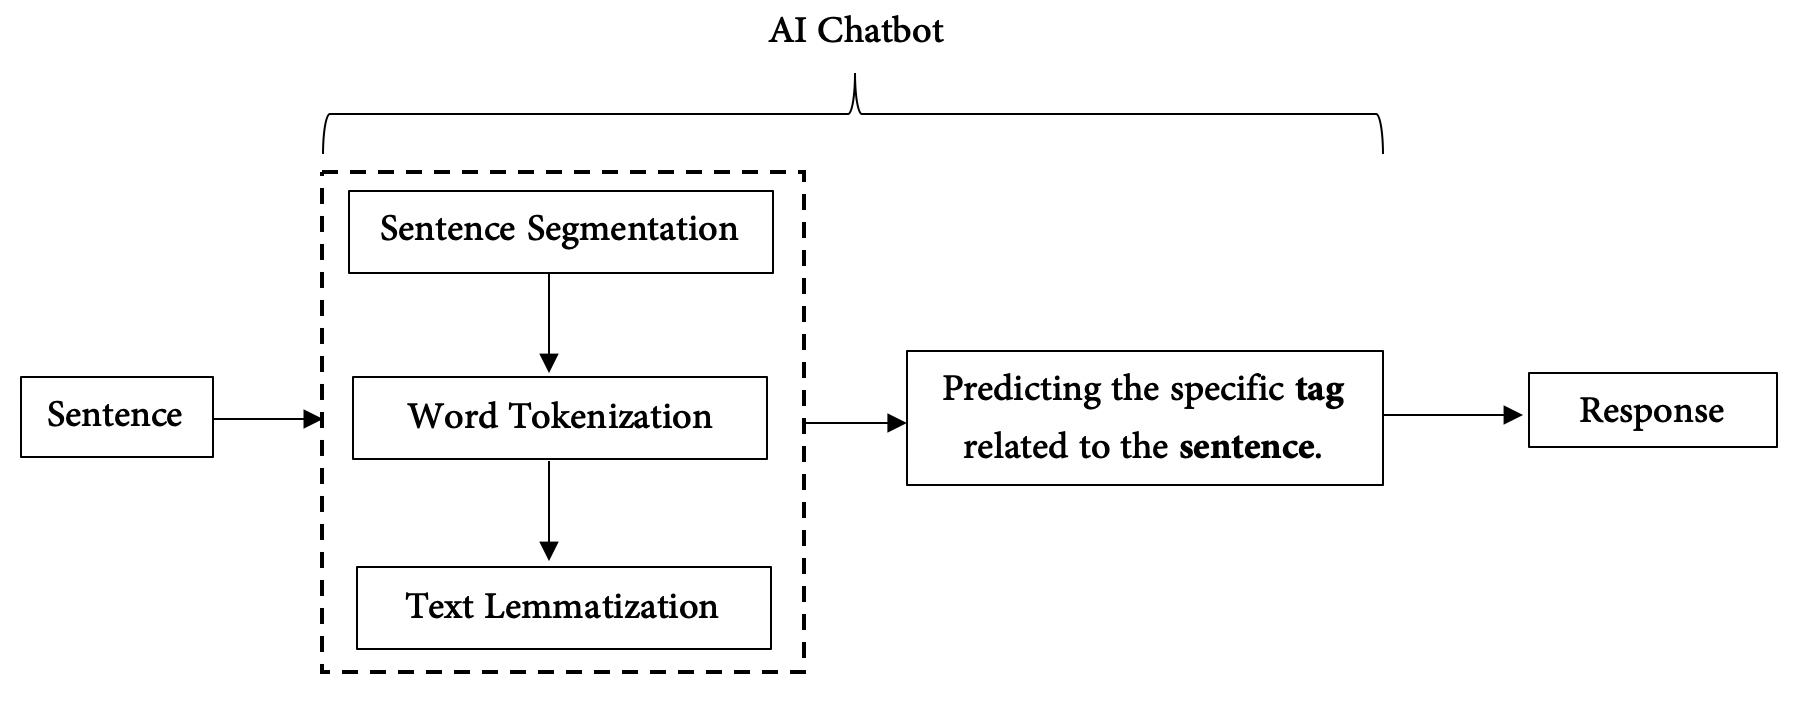 AI Chatbot
Sentence Segmentation
Sentence
Word Tokenization
Text Lemmatization
Predicting the specific tag
related to the sentence.
Response